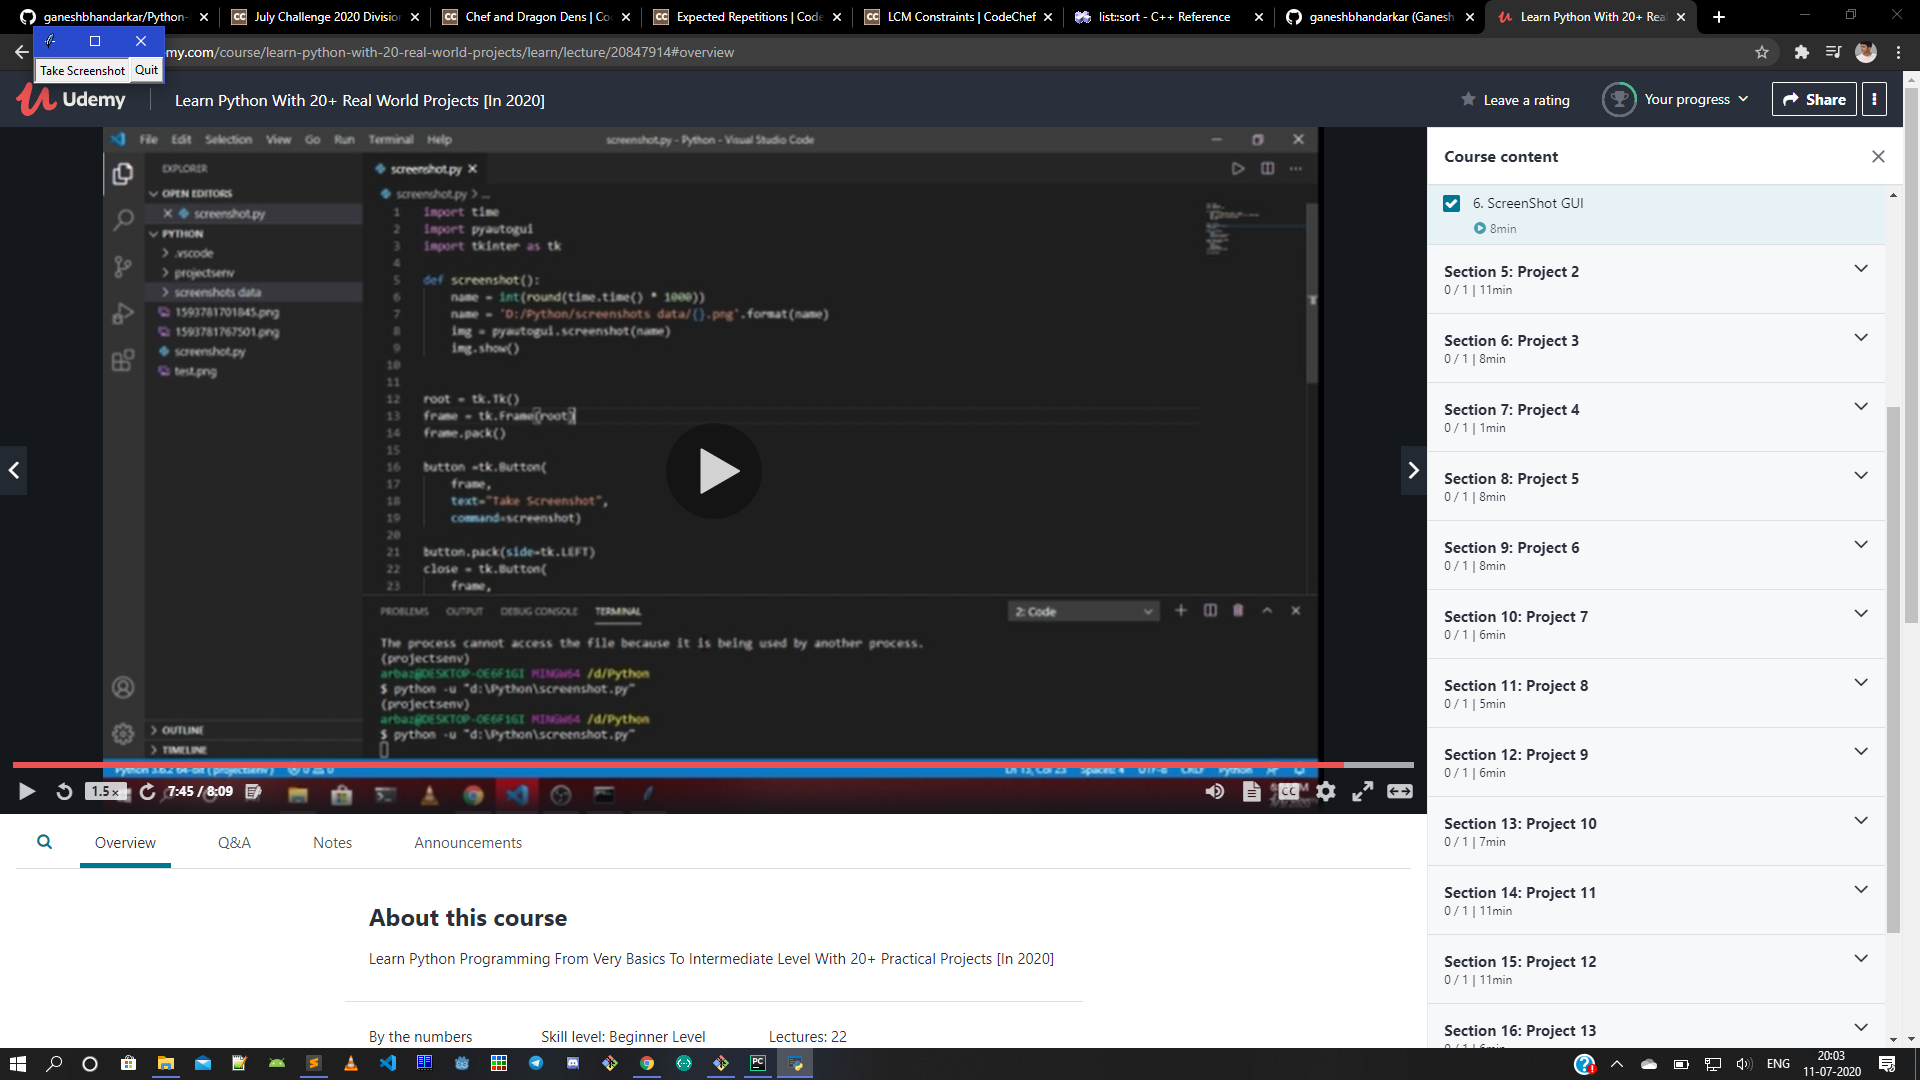 ganeshbhandarkar/Python-
July Challenge 2020 Division
Chef and Dragon Dens | Co
Expected Repetitions | Code
LCM Constraints | CodeChef
list::sort - C++ Reference
ganeshbhandarkar (Ganesh
Learn Python With 20+ Real
my.com/course/learn-python-with-20-real-world-projects/learn/lecture/20847914#overview
Take Screenshot Quit
Udemy
Learn Python With 20+ Real World Projects [In 2020]
Leave a rating
Your progress
Share
File Edit Selection View Go Run Terminal Help
screenshot.py - Python - Visual Studio Code
EXPLORER
OPEN EDITORS
screenshot.py
PYTHON
.vscode
projectsenv
screenshots data
1593781701845.png
1593781767501.png
screenshot.py
test.png
OUTLINE
TIMELINE
screenshot.py
screenshot.py > ...
1 import time
2 import pyautogui
3 import tkinter as tk
4
5 def screenshot():
6 name = int(round(time.time() * 1000))
7 name = 'D:/Python/screenshots data/{}.png'.format(name)
8 img = pyautogui.screenshot(name)
9 img.show()
10
11
12 root = tk.Tk()
13 frame = tk.Frame(root)
14 frame.pack()
15
16 button =tk.Button(
17 frame,
18 text="Take Screenshot",
19 command=screenshot)
20
21 button.pack(side=tk.LEFT)
22 close = tk.Button(
23 frame,
PROBLEMS OUTPUT DEBUG CONSOLE TERMINAL
2: Code
The process cannot access the file because it is being used by another process.
(projectsenv)
arbaz@DESKTOP-OE6F1GI MINGW64 /d/Python
$ python -u "d:\Python\screenshot.py"
(projectsenv)
arbaz@DESKTOP-OE6F1GI MINGW64 /d/Python
$ python -u "d:\Python\screenshot.py"
Python 3.6.2 64-bit ('projectsenv')
Ln 13, Col 23 Spaces: 4 UTF-8 CRLF Python
1.5x
7:45 / 8:09
CC
Course content
6. ScreenShot GUI
8min
Section 5: Project 2
0 / 1 | 11min
Section 6: Project 3
0 / 1 | 8min
Section 7: Project 4
0 / 1 | 1min
Section 8: Project 5
0 / 1 | 8min
Section 9: Project 6
0 / 1 | 8min
Section 10: Project 7
0 / 1 | 6min
Section 11: Project 8
0 / 1 | 5min
Section 12: Project 9
0 / 1 | 6min
Section 13: Project 10
0 / 1 | 7min
Section 14: Project 11
0 / 1 | 11min
Section 15: Project 12
0 / 1 | 11min
Section 16: Project 13
Overview
Q&A
Notes
Announcements
About this course
Learn Python Programming From Very Basics To Intermediate Level With 20+ Practical Projects [In 2020]
By the numbers
Skill level: Beginner Level
Lectures: 22
ENG
20:03
11-07-2020